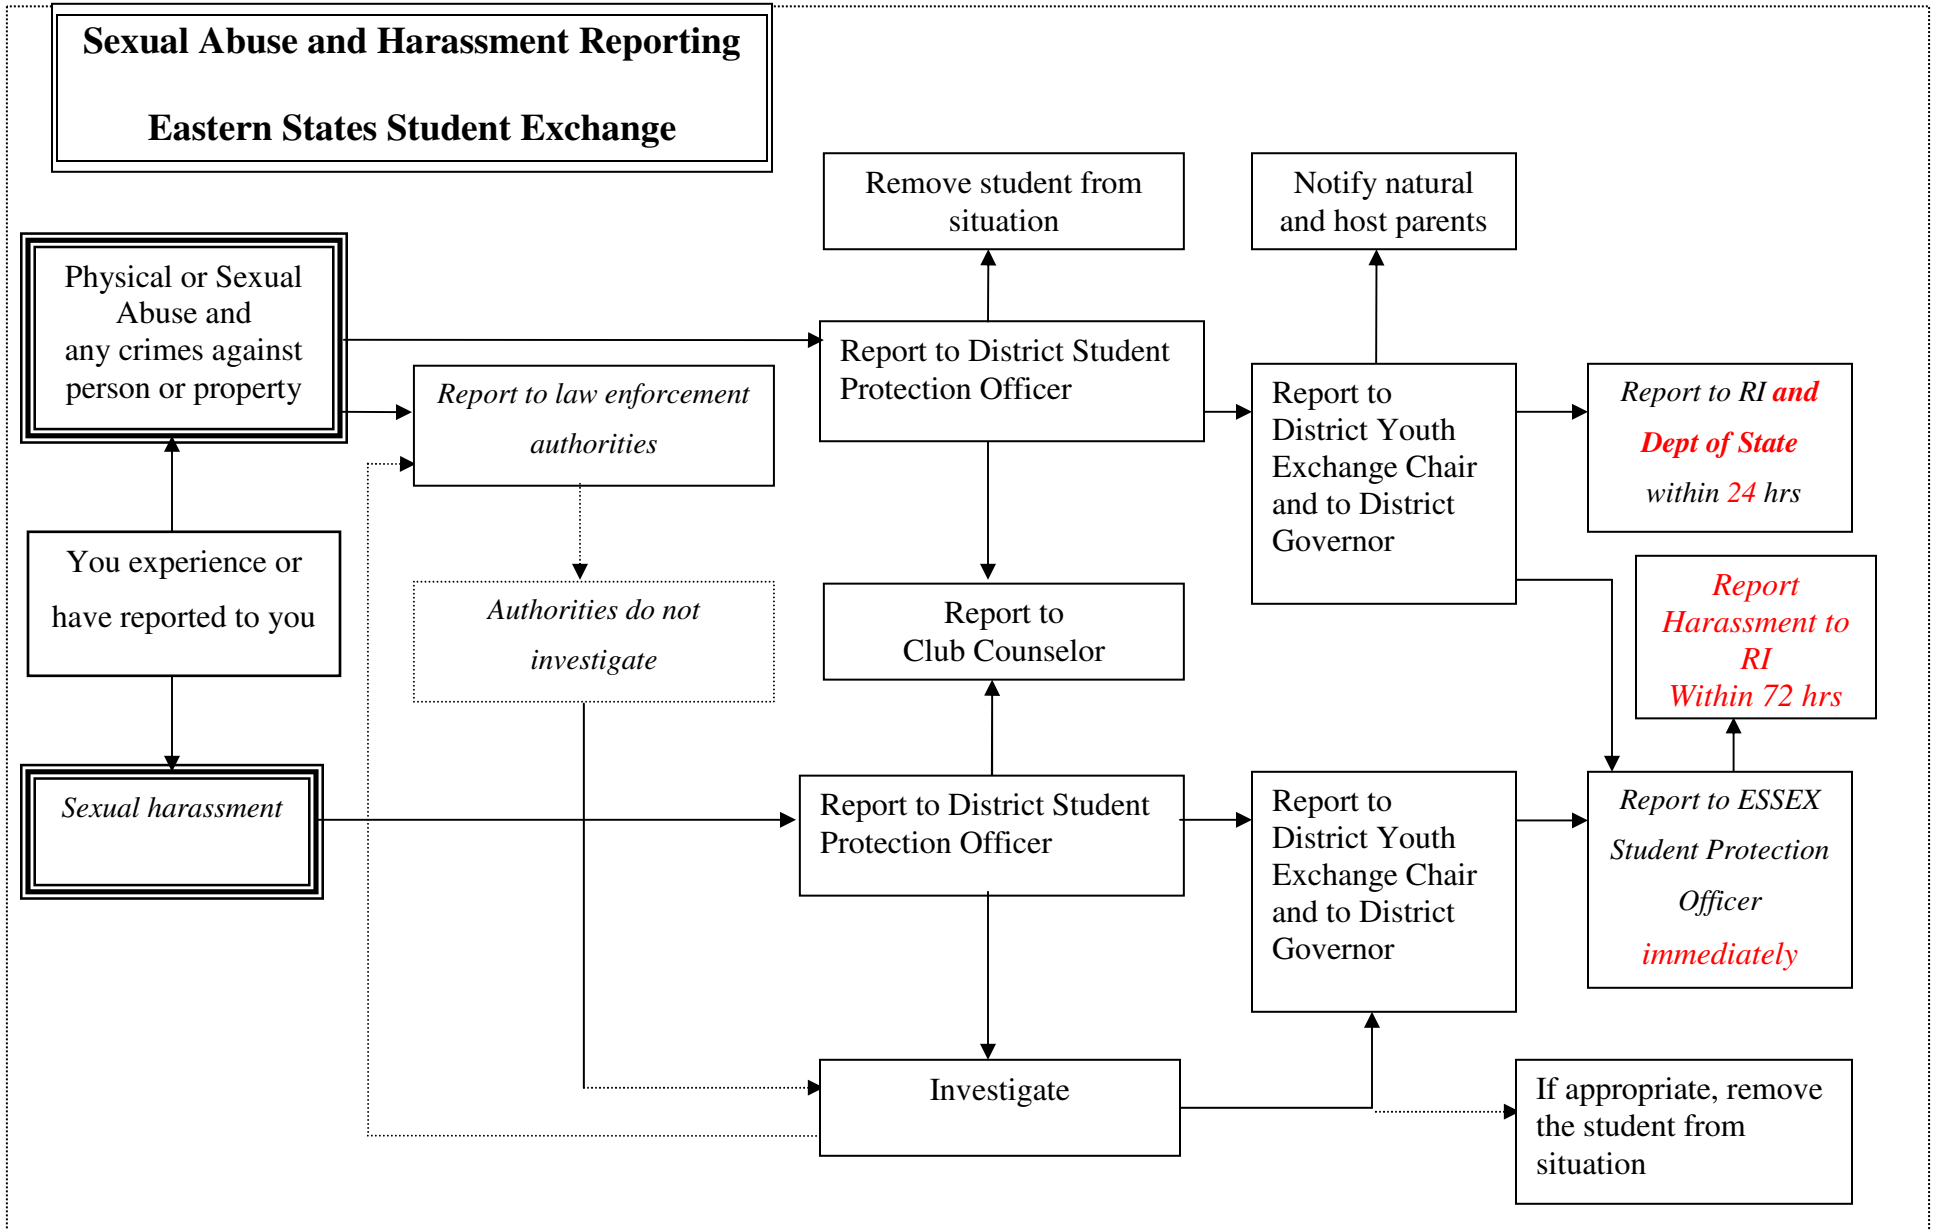 Sexual Abuse and Harassment Reporting
Eastern States Student Exchange
Remove student from
situation
Notify natural
and host parents
Physical or Sexual
Abuse and
any crimes against
person or property
Report to law enforcement
authorities
Report to District Student
Protection Officer
Report to
District Youth
Exchange Chair
and to District
Governor
Report to RI and
Dept of State
within 24 hrs
You experience or
have reported to you
Authorities do not
investigate
Report to
Club Counselor
Report
Harassment to
RI
Within 72 hrs
Sexual harassment
Report to District Student
Protection Officer
Report to
District Youth
Exchange Chair
and to District
Governor
Report to ESSEX
Student Protection
Officer
immediately
Investigate
If appropriate, remove
the student from
situation